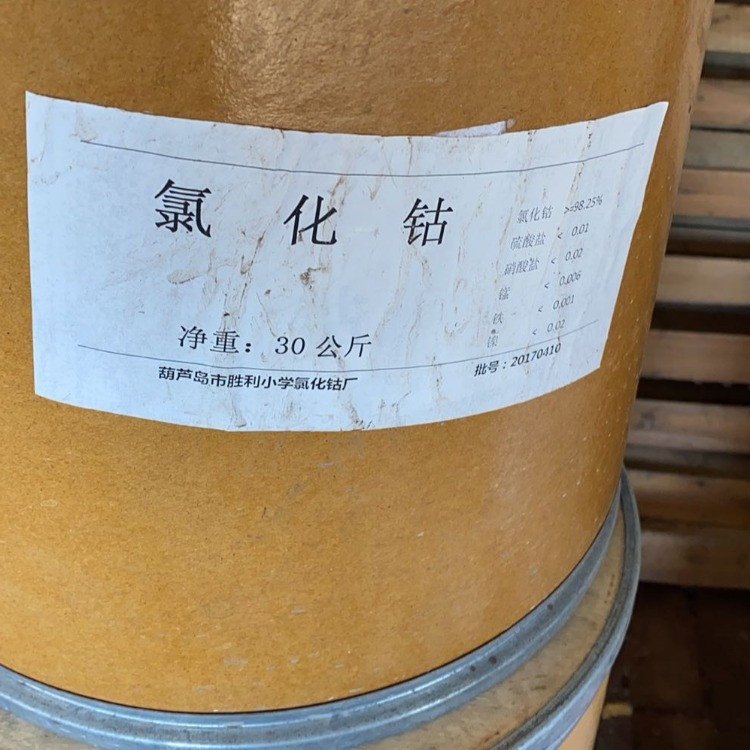 氯化钴
氯化钴 >=98.25%
硫酸盐 < 0.01
硝酸盐 < 0.02
锰 < 0.006
铁 < 0.001
镍 < 0.02
净重：30 公斤
葫芦岛市胜利小学氯化钴厂
批号：20170410